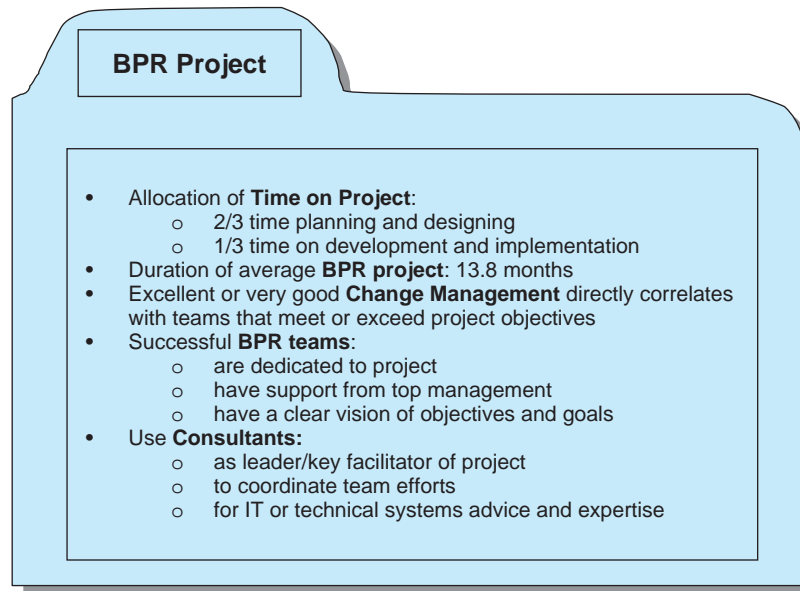 BPR Project
• Allocation of Time on Project:
o 2/3 time planning and designing
o 1/3 time on development and implementation
• Duration of average BPR project: 13.8 months
• Excellent or very good Change Management directly correlates
with teams that meet or exceed project objectives
• Successful BPR teams:
o are dedicated to project
o have support from top management
o have a clear vision of objectives and goals
• Use Consultants:
o as leader/key facilitator of project
o to coordinate team efforts
o for IT or technical systems advice and expertise